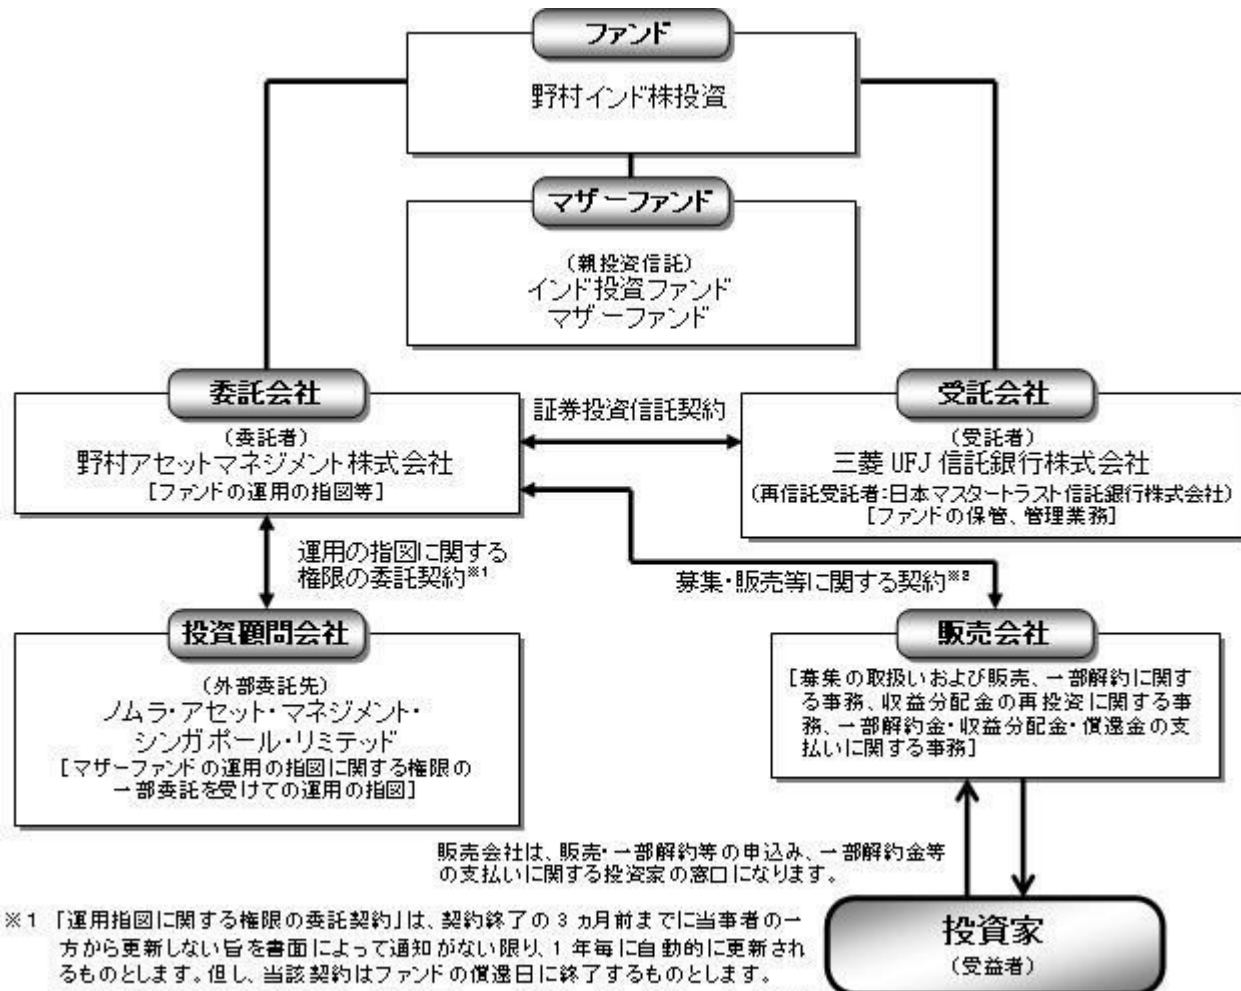 ファンド
野村インド株投資
マザーファンド
(親投資信託)
インド投資ファンド
マザーファンド
委託会社
(委託者)
野村アセットマネジメント株式会社
[ファンドの運用の指図等]
証券投資信託契約
受託会社
(受託者)
三菱UFJ信託銀行株式会社
(再信託受託者:日本マスタートラスト信託銀行株式会社)
[ファンドの保管、管理業務]
運用の指図に関する
権限の委託契約※1
募集・販売等に関する契約※2
投資顧問会社
(外部委託先)
ノムラ・アセット・マネジメント・
シンガポール・リミテッド
[マザーファンドの運用の指図に関する権限の
一部委託を受けての運用の指図]
販売会社
[募集の取扱いおよび販売、一部解約に関す
る事務、収益分配金の再投資に関する事
務、一部解約金・収益分配金・償還金の支
払いに関する事務]
販売会社は、販売・一部解約等の申込み、一部解約金等
の支払いに関する投資家の窓口になります。
投資家
(受益者)
※1 「運用指図に関する権限の委託契約」は、契約終了の3ヵ月前までに当事者の一
方から更新しない旨を書面によって通知がない限り、1年毎に自動的に更新され
るものとします。但し、当該契約はファンドの償還日に終了するものとします。